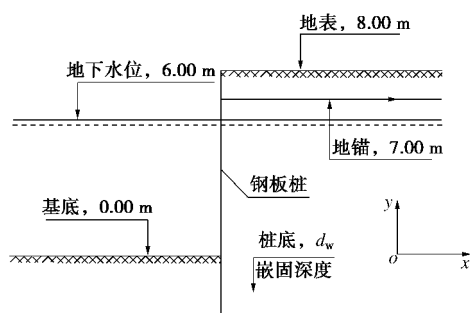 地表，8.00 m
地下水位，6.00 m
地锚，7.00 m
钢板桩
基底，0.00 m
桩底，dw
嵌固深度
y
o
x